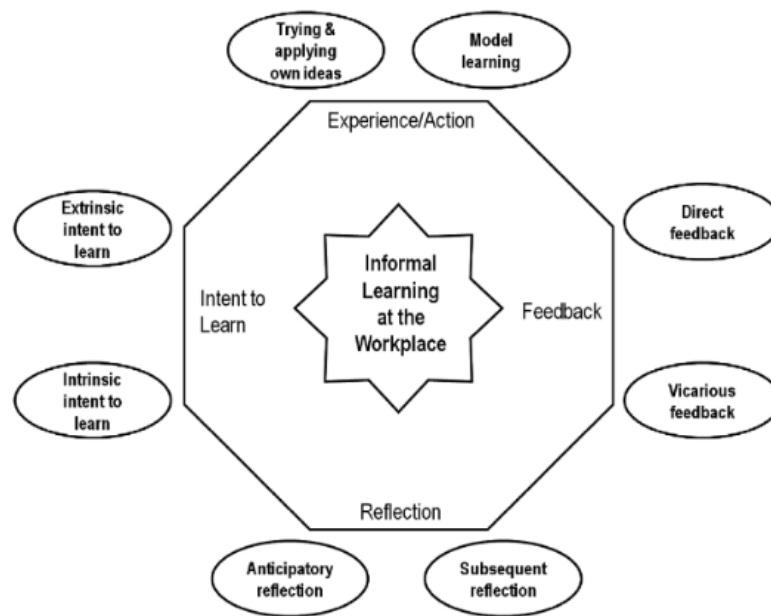 Trying &
applying
own ideas
Model
learning
Experience/Action
Extrinsic
intent to
learn
Direct
feedback
Intent to
Learn
Informal
Learning
at the
Workplace
Feedback
Intrinsic
intent to
learn
Vicarious
feedback
Reflection
Anticipatory
reflection
Subsequent
reflection